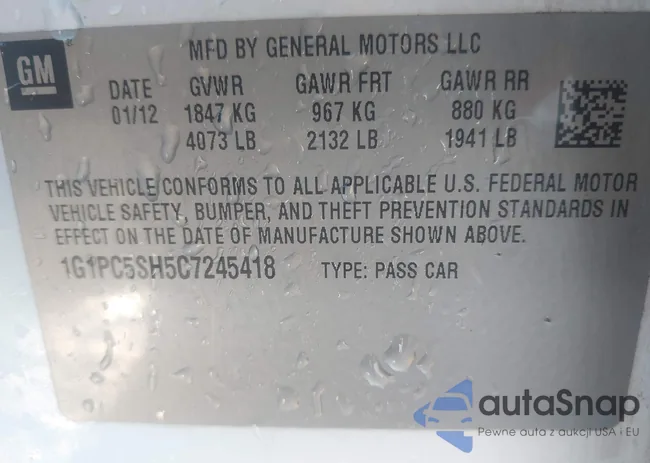 GM
MFD BY GENERAL MOTORS LLC
DATE GVWR GAWR FRT GAWR RR
01/12 1847 KG 967 KG 880 KG
4073 LB 2132 LB 1941 LB
THIS VEHICLE CONFORMS TO ALL APPLICABLE U.S. FEDERAL MOTOR
VEHICLE SAFETY, BUMPER, AND THEFT PREVENTION STANDARDS IN
EFFECT ON THE DATE OF MANUFACTURE SHOWN ABOVE.
1G1PC5SH5C7245418 TYPE: PASS CAR
autoSnap
Pewne auta z aukcji USA i EU